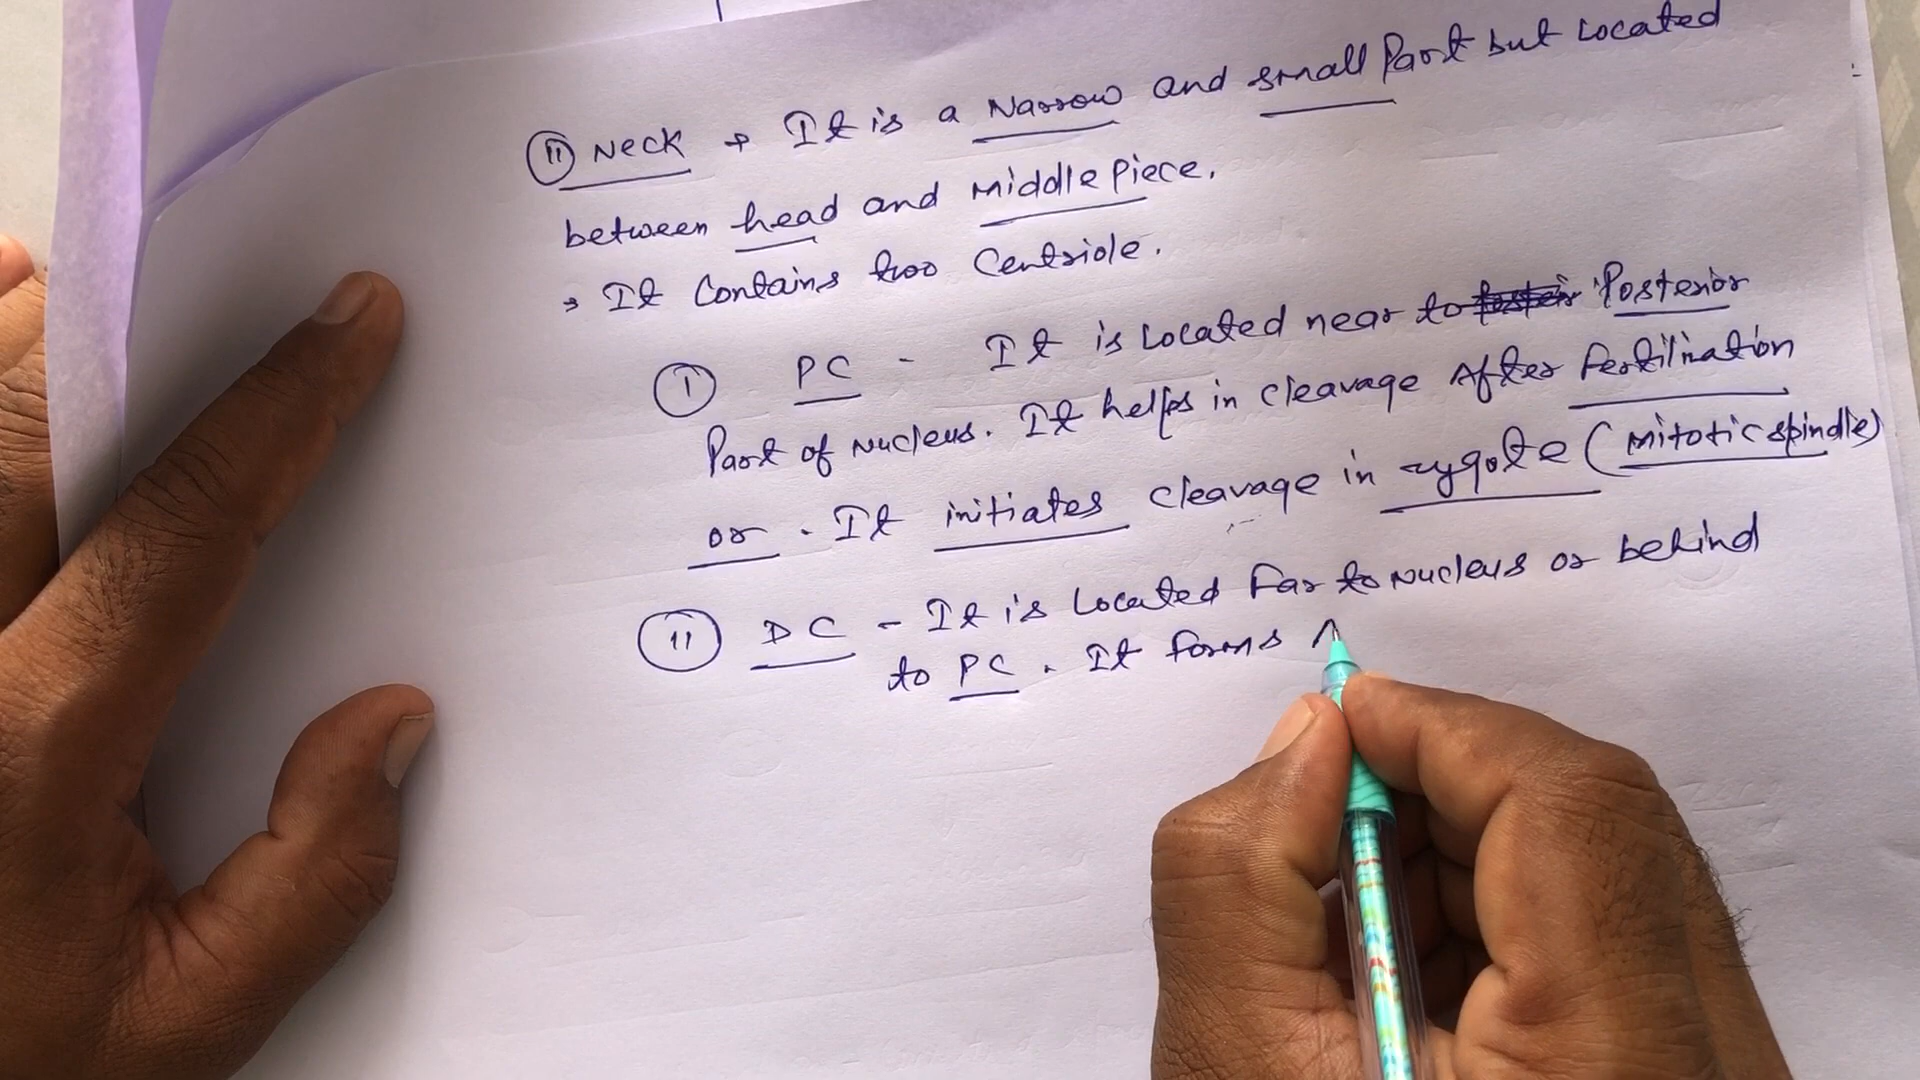 (II) NECK → It is a Narrow and small Part but Located
between head and Middle Piece.
→ It Contains two Centriole.
(I) PC - It is Located near to Posterior
Part of Nucleus. It helps in cleavage After Fertilization
or . It initiates cleavage in zygote (Mitotic spindle)
(II) DC - It is Located Far to Nucleus or behind
to PC . It forms A